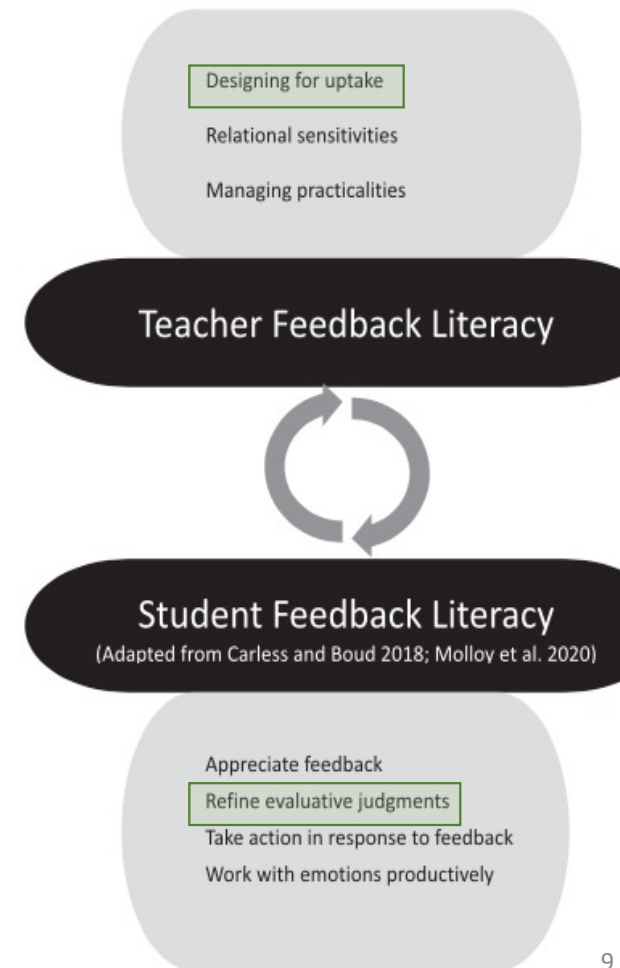 Designing for uptake
Relational sensitivities
Managing practicalities
Teacher Feedback Literacy
Student Feedback Literacy
(Adapted from Carless and Boud 2018; Molloy et al. 2020)
Appreciate feedback
Refine evaluative judgments
Take action in response to feedback
Work with emotions productively
9